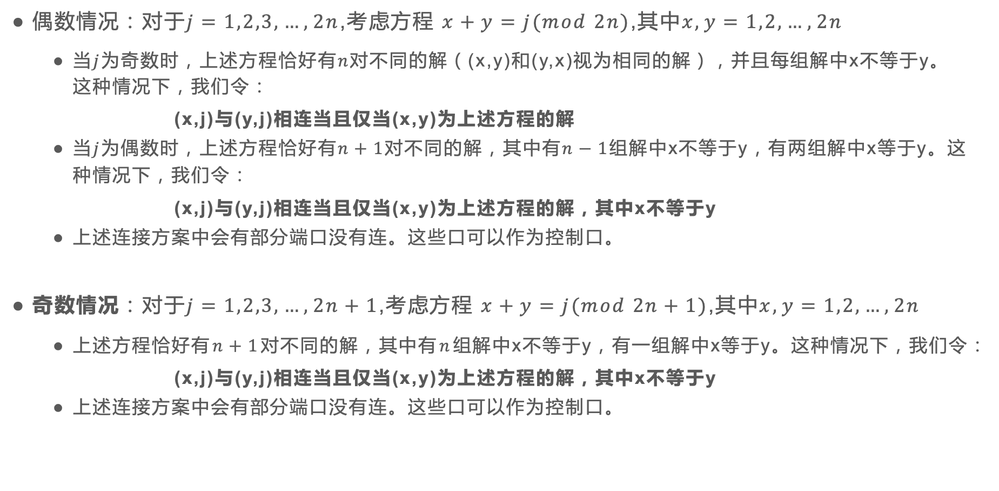 ● 偶数情况：对于j = 1,2,3, … , 2n,考虑方程 x + y = j(mod 2n),其中x, y = 1,2, … , 2n
● 当j为奇数时，上述方程恰好有n对不同的解（(x,y)和(y,x)视为相同的解），并且每组解中x不等于y。
这种情况下，我们令：
(x,j)与(y,j)相连当且仅当(x,y)为上述方程的解
● 当j为偶数时，上述方程恰好有n + 1对不同的解，其中有n − 1组解中x不等于y，有两组解中x等于y。这
种情况下，我们令：
(x,j)与(y,j)相连当且仅当(x,y)为上述方程的解，其中x不等于y
● 上述连接方案中会有部分端口没有连。这些口可以作为控制口。
● 奇数情况：对于j = 1,2,3, … , 2n + 1,考虑方程 x + y = j(mod 2n + 1),其中x, y = 1,2, … , 2n
● 上述方程恰好有n + 1对不同的解，其中有n组解中x不等于y，有一组解中x等于y。这种情况下，我们令：
(x,j)与(y,j)相连当且仅当(x,y)为上述方程的解，其中x不等于y
● 上述连接方案中会有部分端口没有连。这些口可以作为控制口。